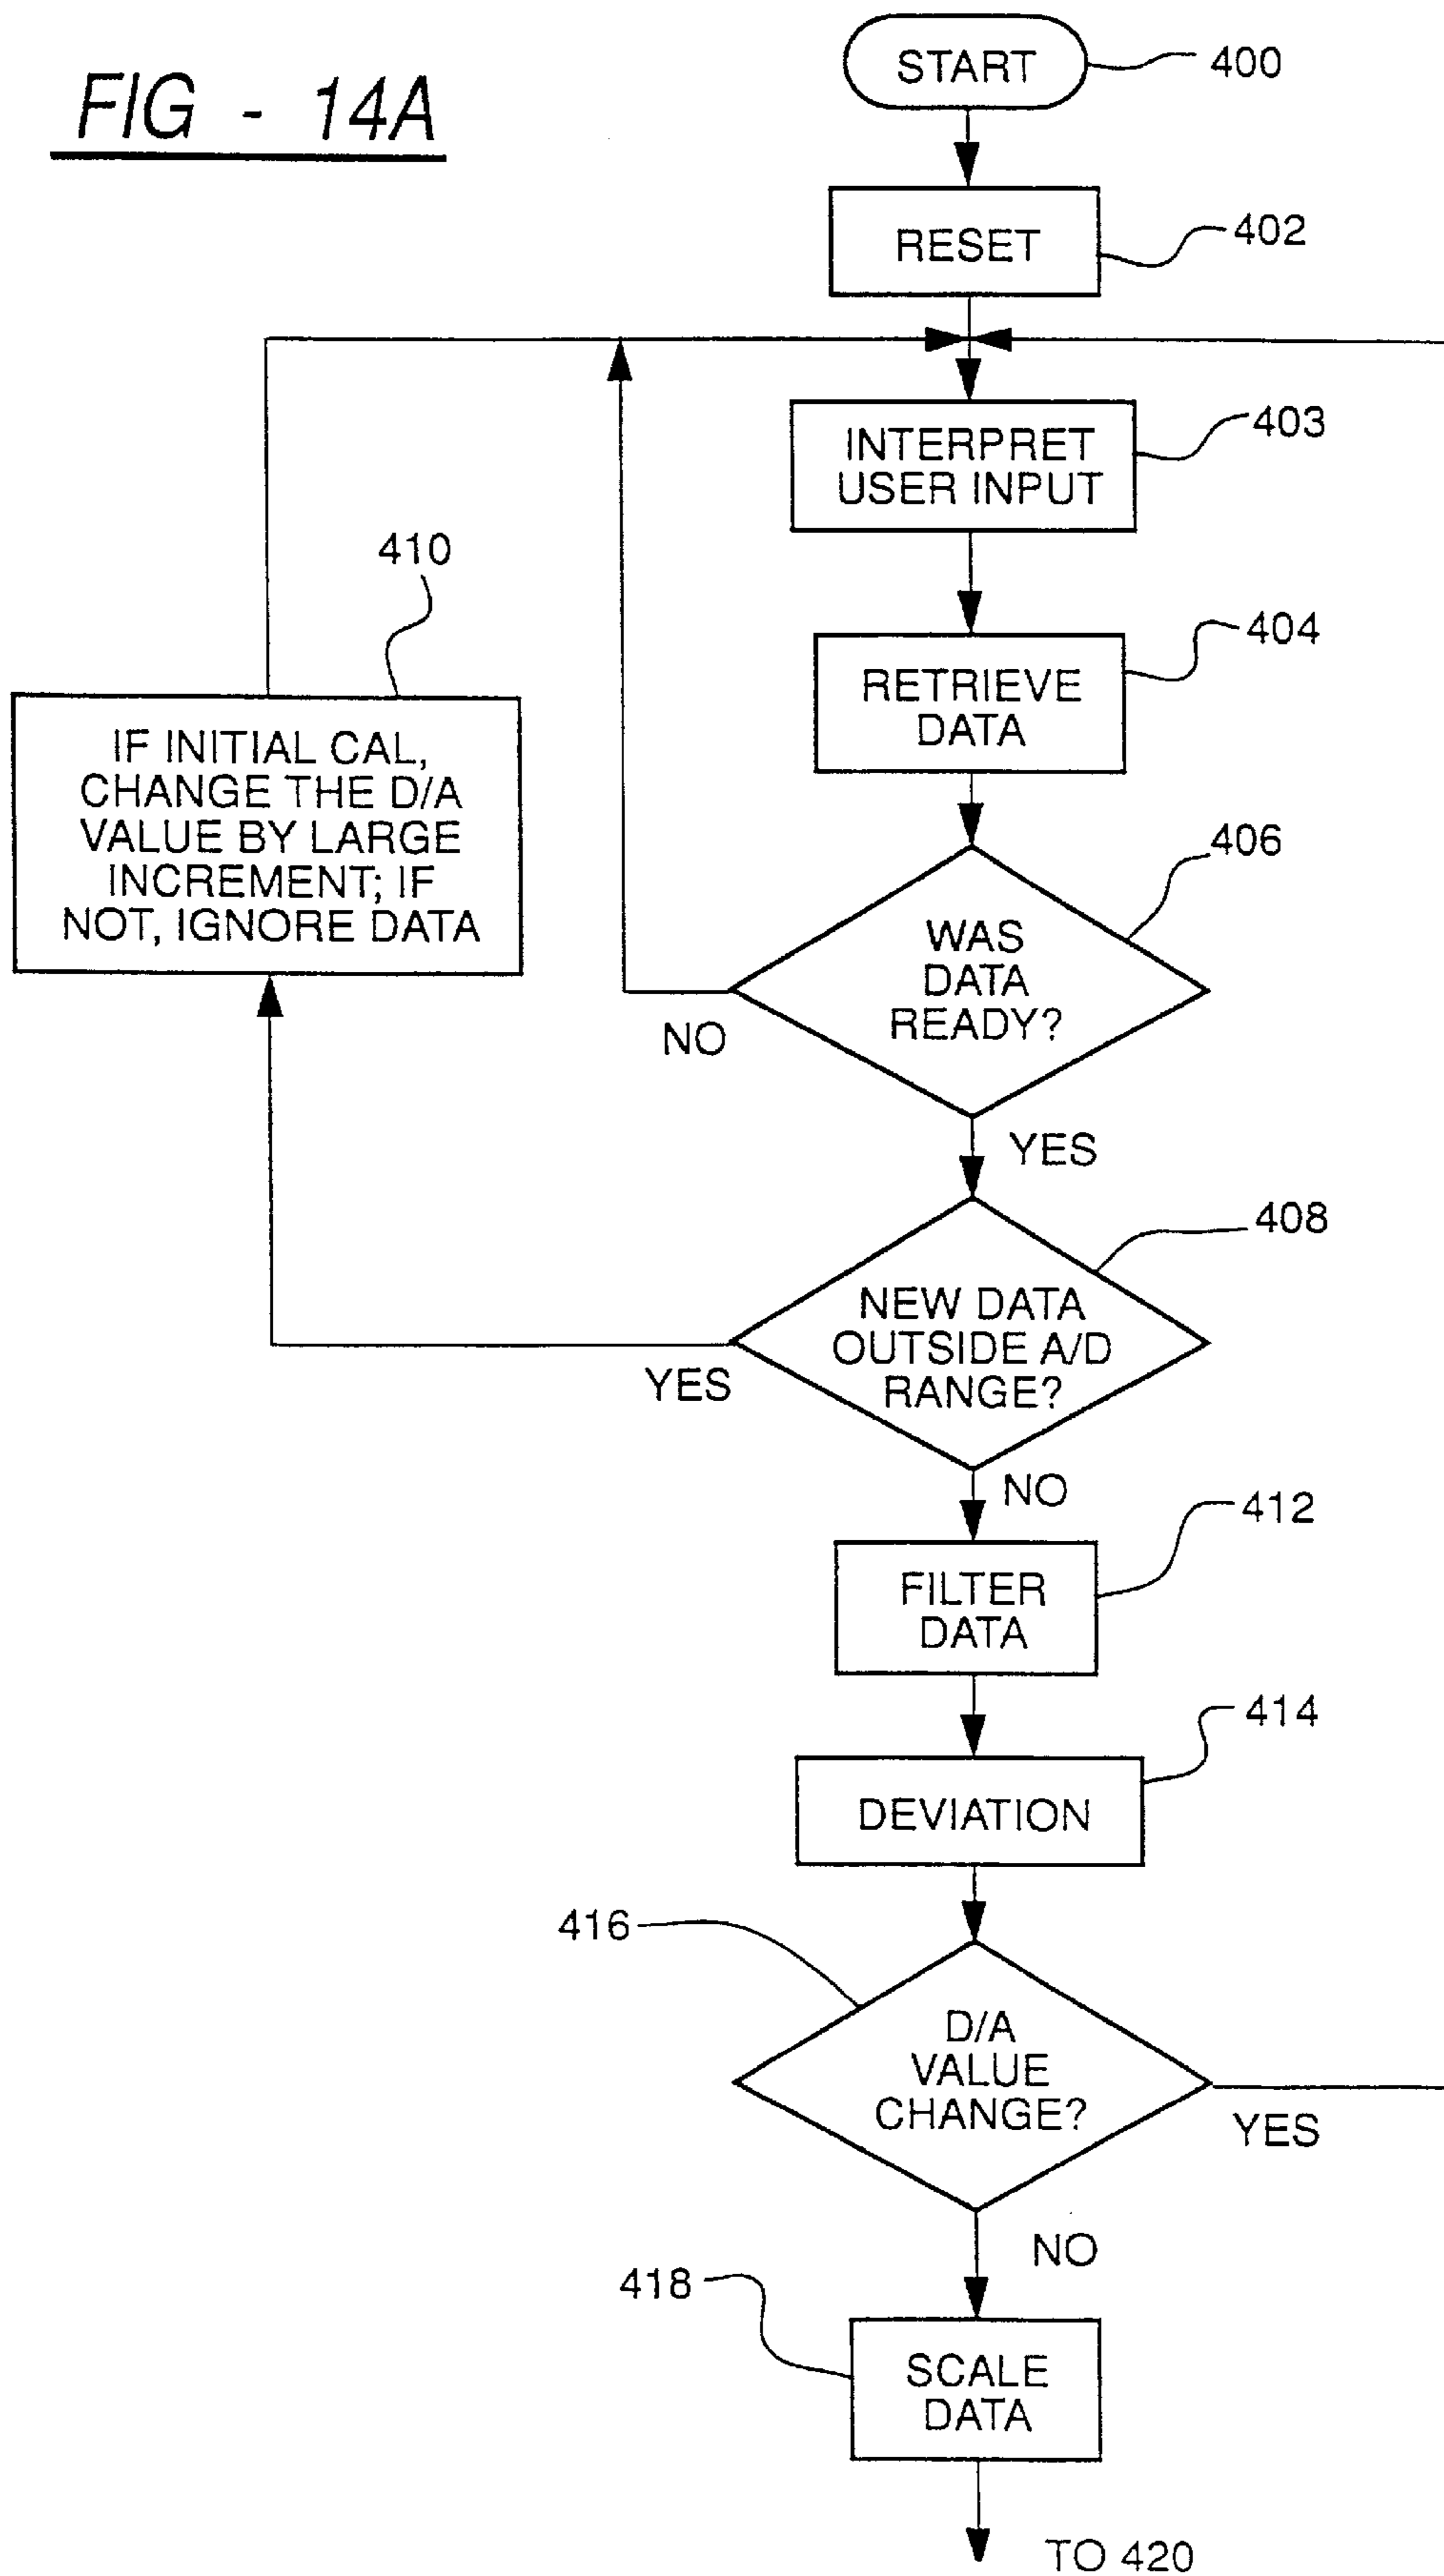 FIG - 14A
START
400
RESET
402
INTERPRET
USER INPUT
403
410
RETRIEVE
DATA
404
IF INITIAL CAL,
CHANGE THE D/A
VALUE BY LARGE
INCREMENT; IF
NOT, IGNORE DATA
WAS
DATA
READY?
406
NO
YES
NEW DATA
OUTSIDE A/D
RANGE?
408
YES
NO
FILTER
DATA
412
DEVIATION
414
416
D/A
VALUE
CHANGE?
YES
NO
418
SCALE
DATA
TO 420